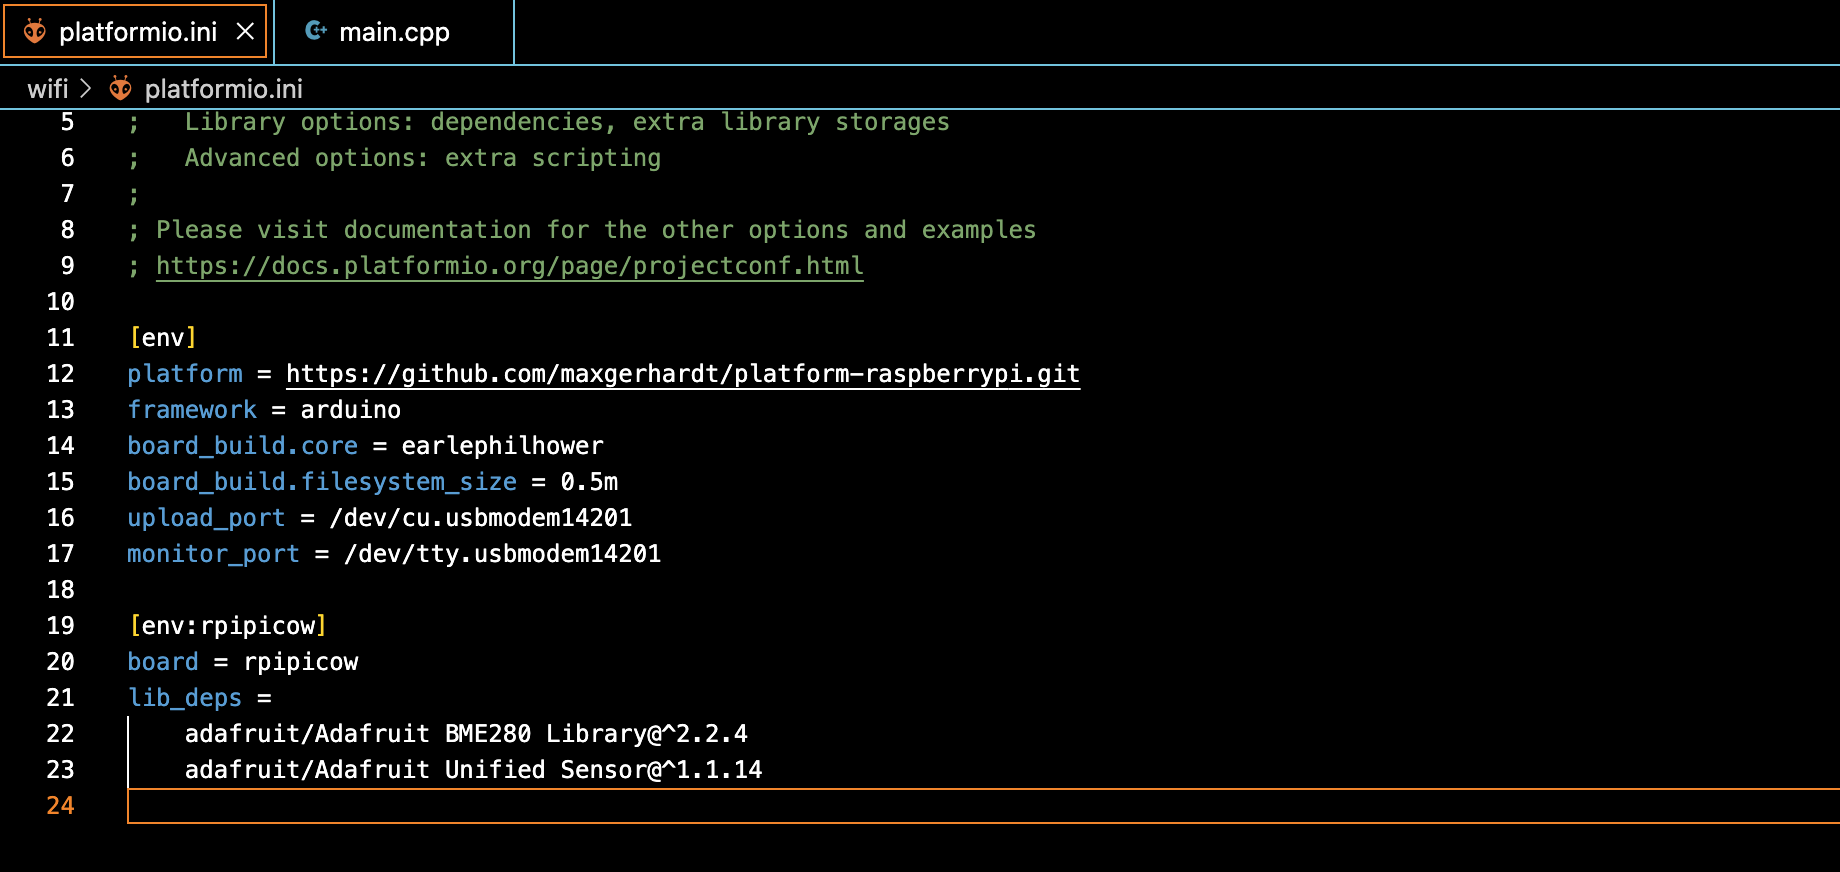 platformio.ini
main.cpp
wifi > platformio.ini
5 ;   Library options: dependencies, extra library storages
6 ;   Advanced options: extra scripting
7 ;
8 ; Please visit documentation for the other options and examples
9 ; https://docs.platformio.org/page/projectconf.html
10
11 [env]
12 platform = https://github.com/maxgerhardt/platform-raspberrypi.git
13 framework = arduino
14 board_build.core = earlephilhower
15 board_build.filesystem_size = 0.5m
16 upload_port = /dev/cu.usbmodem14201
17 monitor_port = /dev/tty.usbmodem14201
18
19 [env:rpipicow]
20 board = rpipicow
21 lib_deps =
22     adafruit/Adafruit BME280 Library@^2.2.4
23     adafruit/Adafruit Unified Sensor@^1.1.14
24